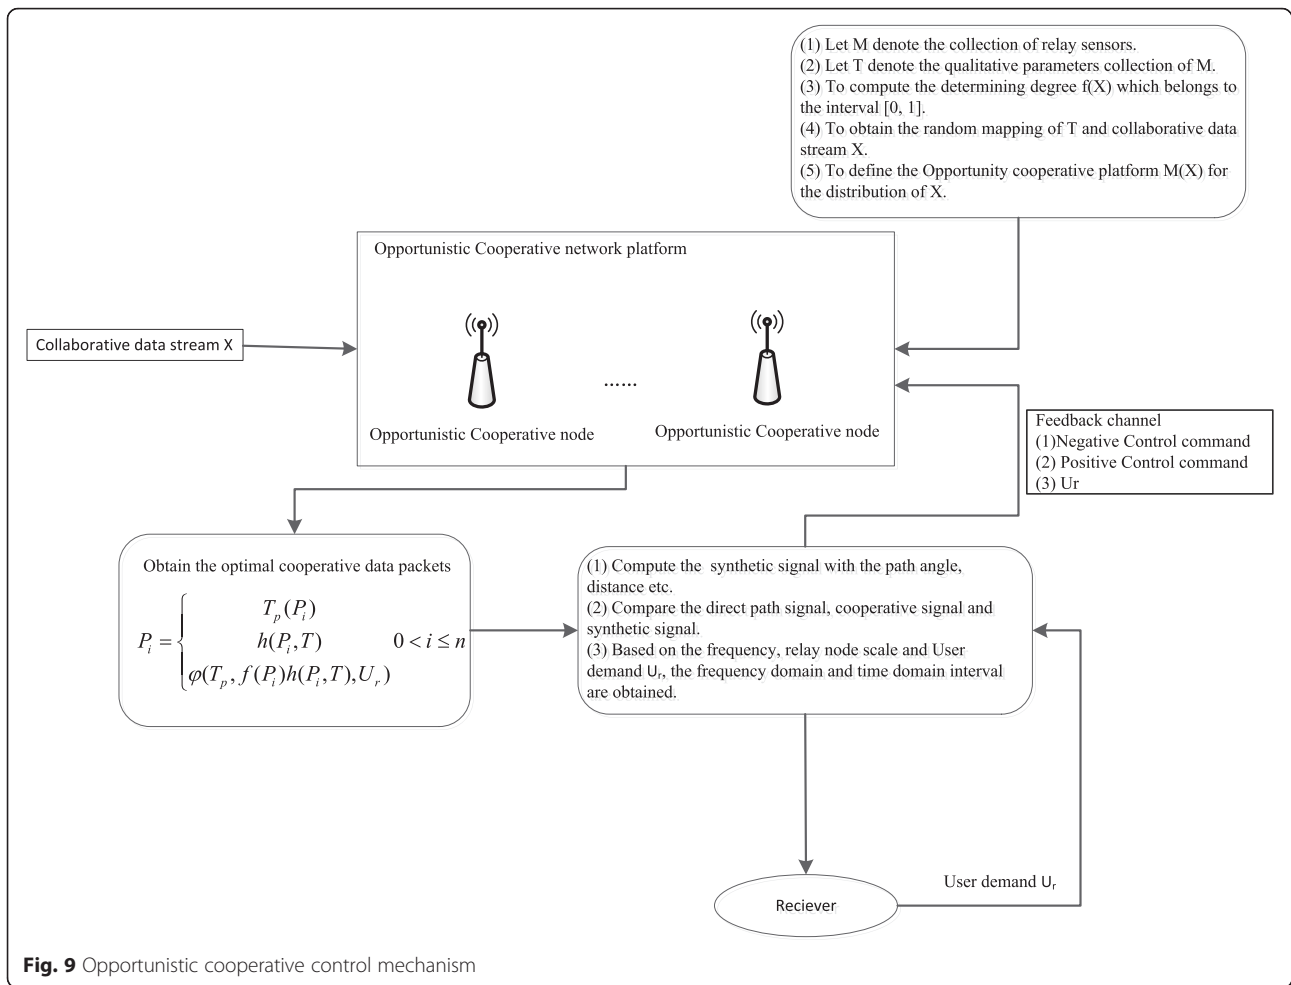 (1) Let M denote the collection of relay sensors.
(2) Let T denote the qualitative parameters collection of M.
(3) To compute the determining degree f(X) which belongs to
the interval [0, 1].
(4) To obtain the random mapping of T and collaborative data
stream X.
(5) To define the Opportunity cooperative platform M(X) for
the distribution of X.
Opportunistic Cooperative network platform
Collaborative data stream X
......
Opportunistic Cooperative node
Opportunistic Cooperative node
Feedback channel
(1)Negative Control command
(2) Positive Control command
(3) Ur
Obtain the optimal cooperative data packets
T_p(P_i)
P_i = { h(P_i,T) 0 < i ≤ n
φ(T_p, f(P_i)h(P_i,T),U_r)
(1) Compute the synthetic signal with the path angle,
distance etc.
(2) Compare the direct path signal, cooperative signal and
synthetic signal.
(3) Based on the frequency, relay node scale and User
demand Uᵣ, the frequency domain and time domain interval
are obtained.
User demand Uᵣ
Reciever
Fig. 9 Opportunistic cooperative control mechanism